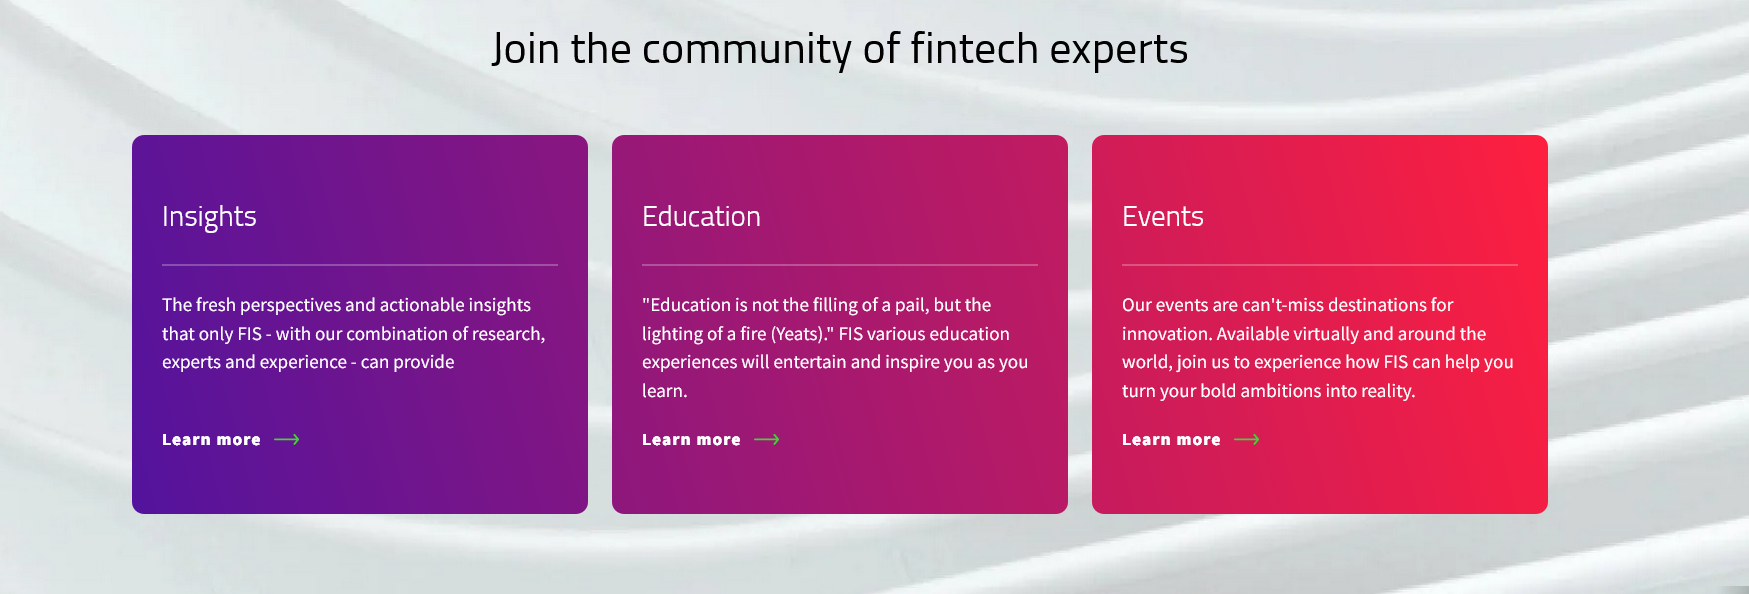 Join the community of fintech experts
Insights
The fresh perspectives and actionable insights
that only FIS - with our combination of research,
experts and experience - can provide
Learn more
Education
"Education is not the filling of a pail, but the
lighting of a fire (Yeats)." FIS various education
experiences will entertain and inspire you as you
learn.
Learn more
Events
Our events are can't-miss destinations for
innovation. Available virtually and around the
world, join us to experience how FIS can help you
turn your bold ambitions into reality.
Learn more